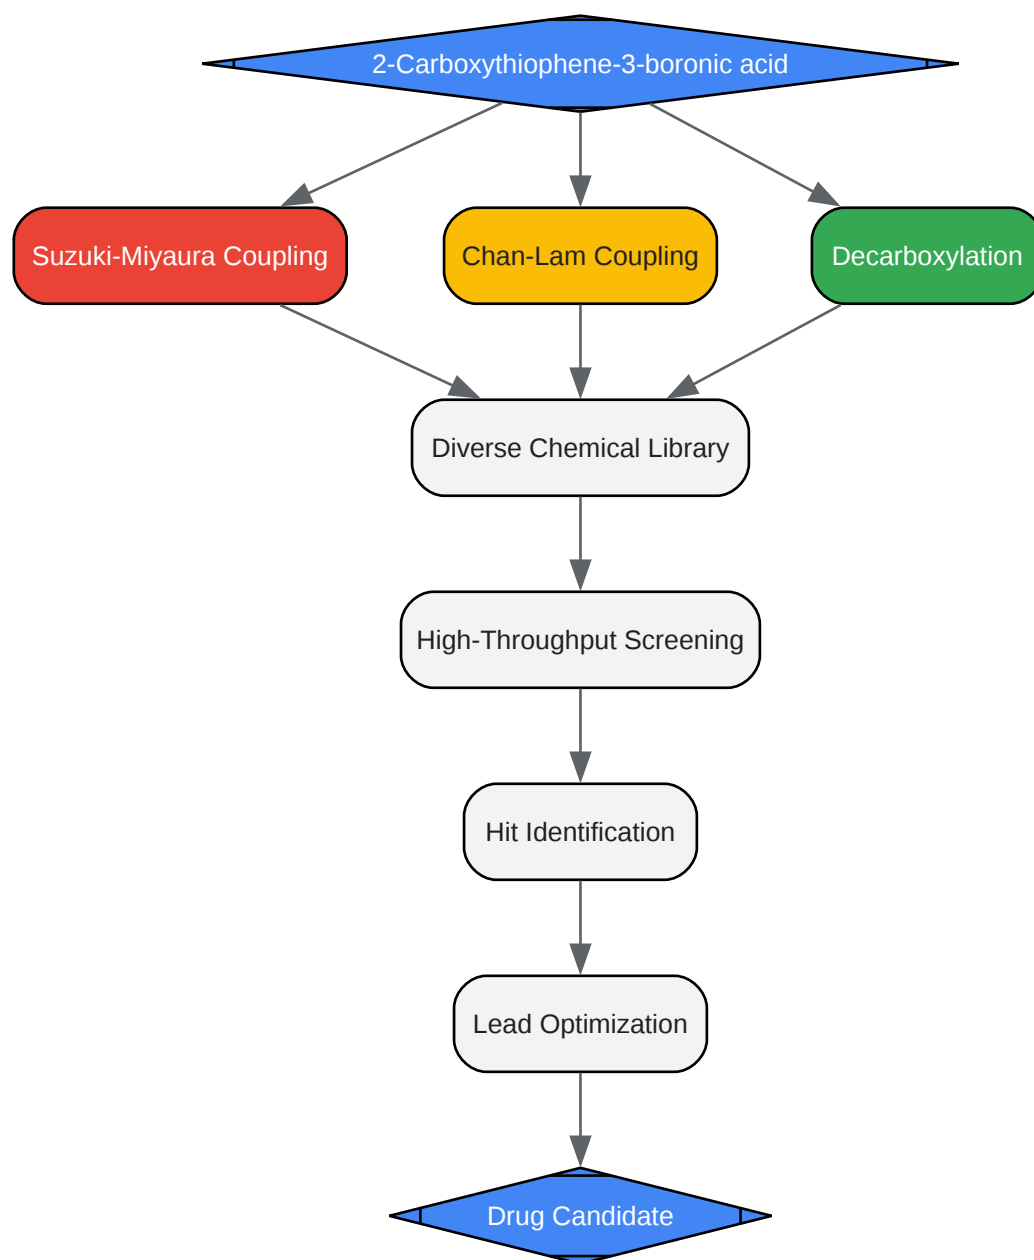 2-Carboxythiophene-3-boronic acid
Suzuki-Miyaura Coupling
Chan-Lam Coupling
Decarboxylation
Diverse Chemical Library
High-Throughput Screening
Hit Identification
Lead Optimization
Drug Candidate